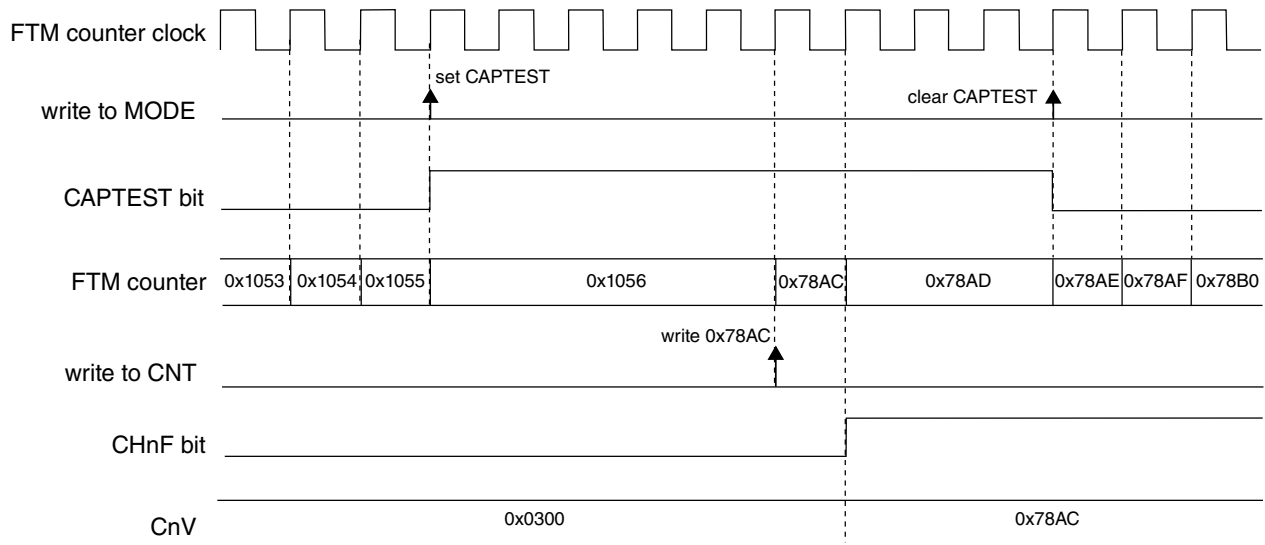 FTM counter clock
set CAPTEST
clear CAPTEST
write to MODE
CAPTEST bit
FTM counter
0x1053 0x1054 0x1055 0x1056 0x78AC 0x78AD 0x78AE 0x78AF 0x78B0
write 0x78AC
write to CNT
CHnF bit
CnV
0x0300 0x78AC